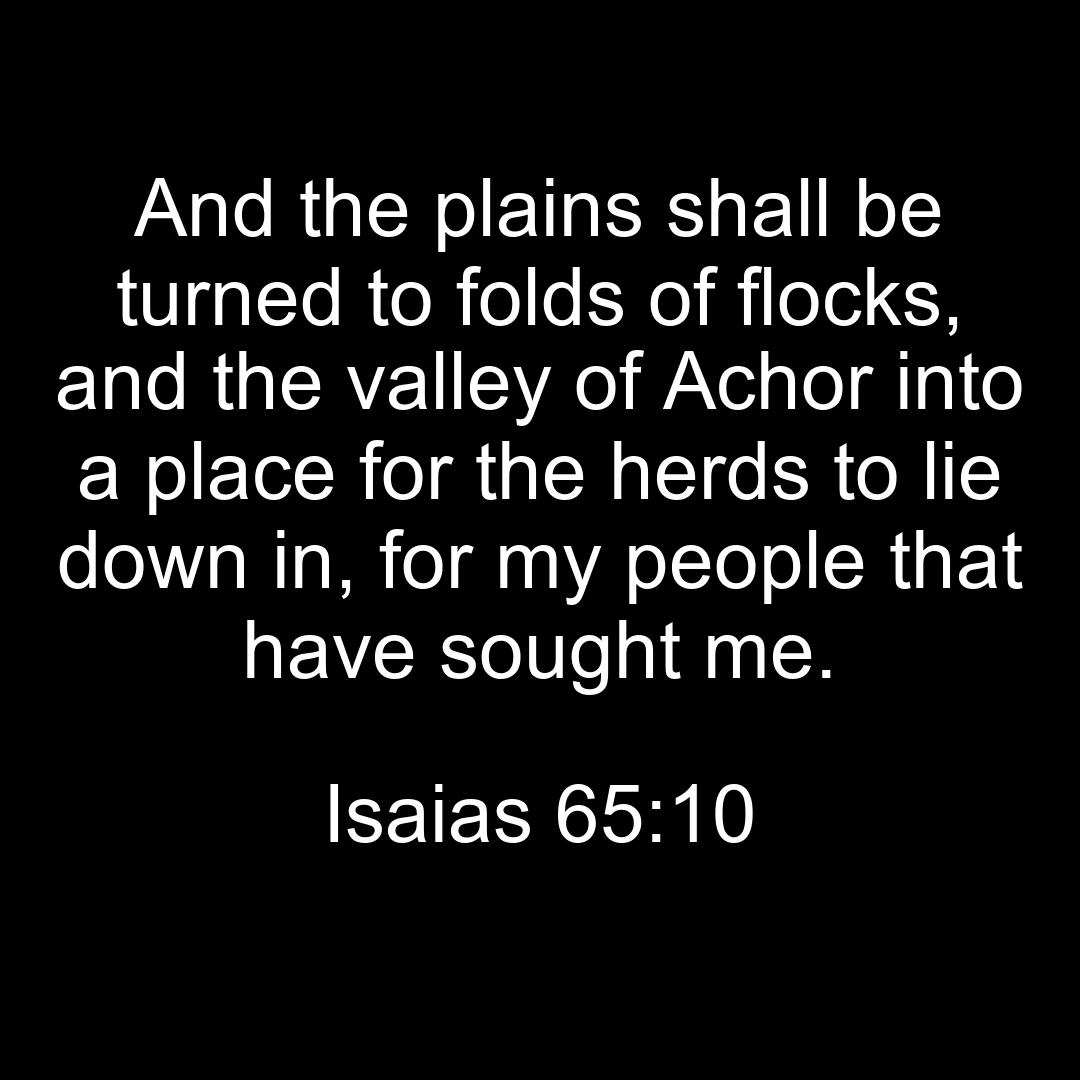 And the plains shall be
turned to folds of flocks,
and the valley of Achor into
a place for the herds to lie
down in, for my people that
have sought me.
Isaias 65:10